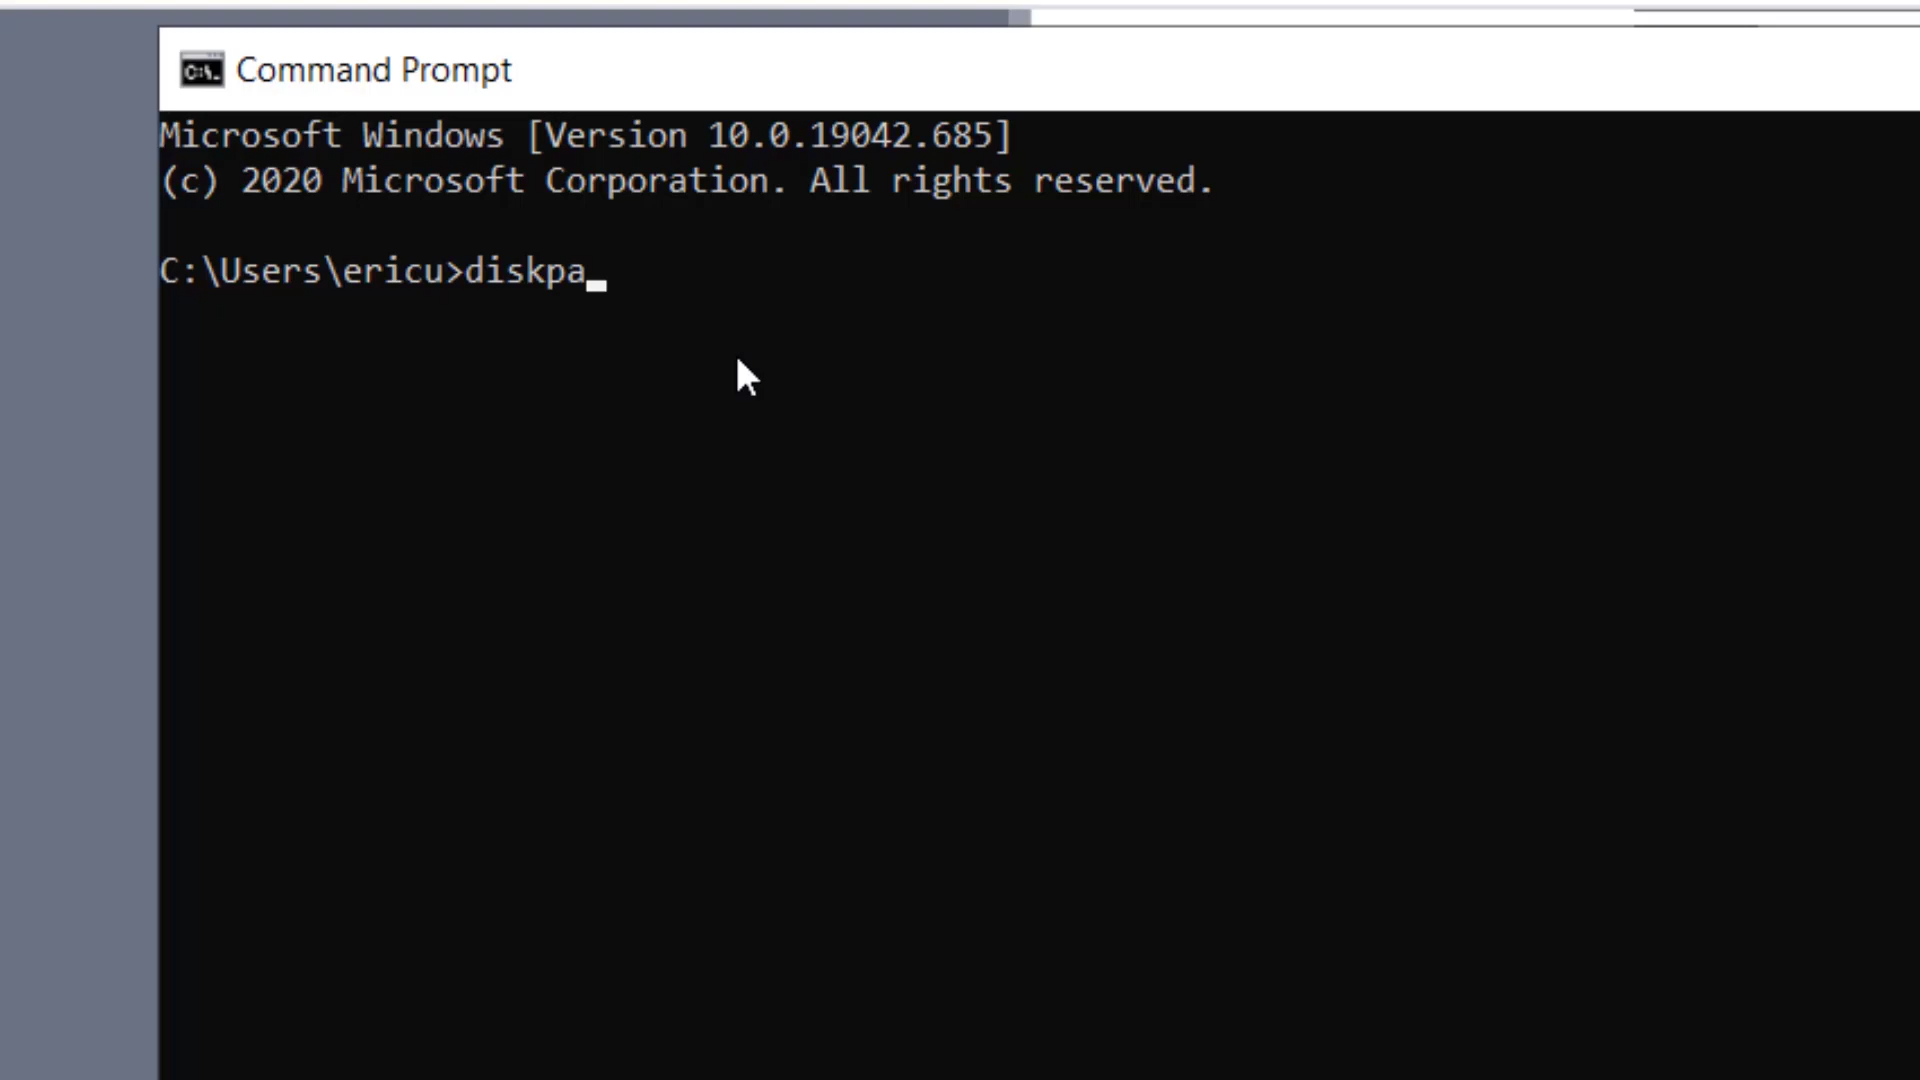 Command Prompt
Microsoft Windows [Version 10.0.19042.685]
(c) 2020 Microsoft Corporation. All rights reserved.
C:\Users\ericu>diskpa